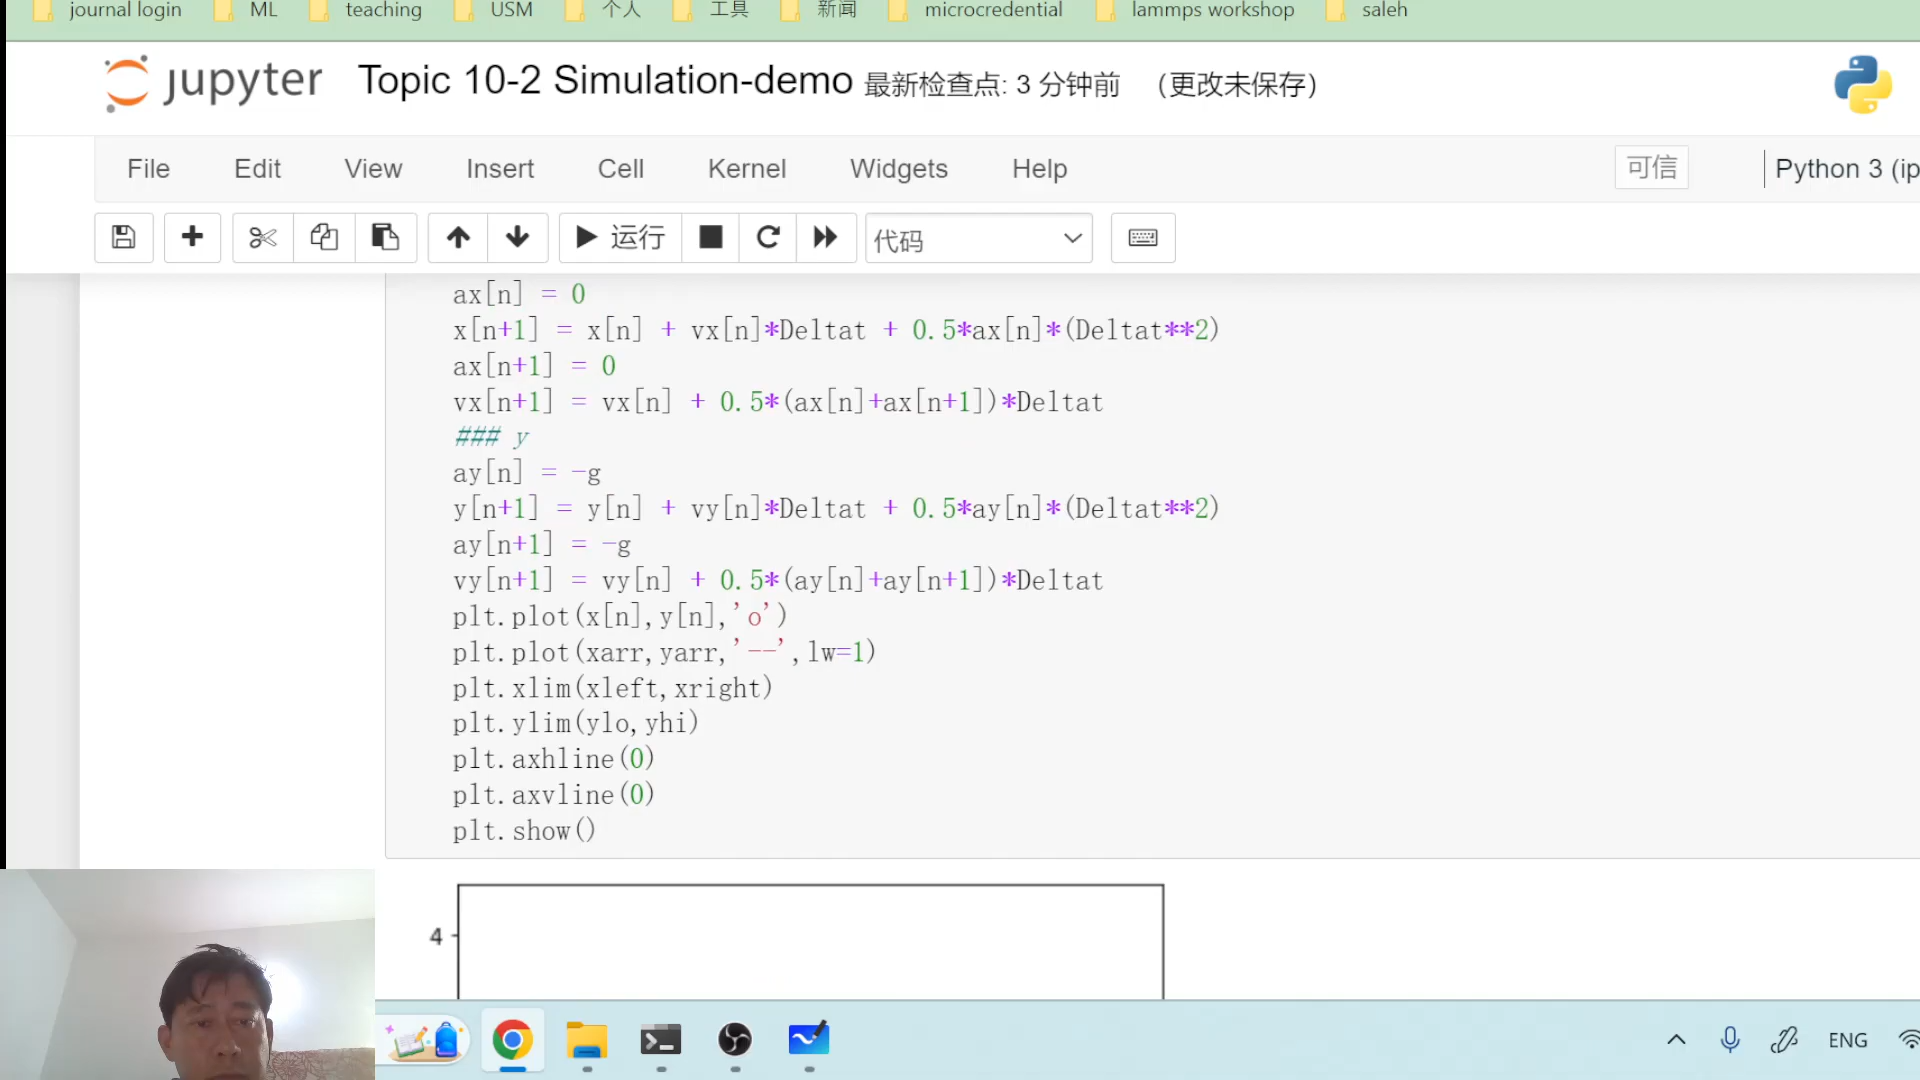 journal login ML teaching USM 个人 工具 新闻 microcredential lammps workshop saleh
jupyter Topic 10-2 Simulation-demo 最新检查点: 3 分钟前 (更改未保存)
File Edit View Insert Cell Kernel Widgets Help 可信 Python 3 (ip
运行 代码
ax[n] = 0
x[n+1] = x[n] + vx[n]*Deltat + 0.5*ax[n]*(Deltat**2)
ax[n+1] = 0
vx[n+1] = vx[n] + 0.5*(ax[n]+ax[n+1])*Deltat
### y
ay[n] = -g
y[n+1] = y[n] + vy[n]*Deltat + 0.5*ay[n]*(Deltat**2)
ay[n+1] = -g
vy[n+1] = vy[n] + 0.5*(ay[n]+ay[n+1])*Deltat
plt.plot(x[n],y[n],'o')
plt.plot(xarr,yarr,'--',lw=1)
plt.xlim(xleft,xright)
plt.ylim(ylo,yhi)
plt.axhline(0)
plt.axvline(0)
plt.show()
4
ENG